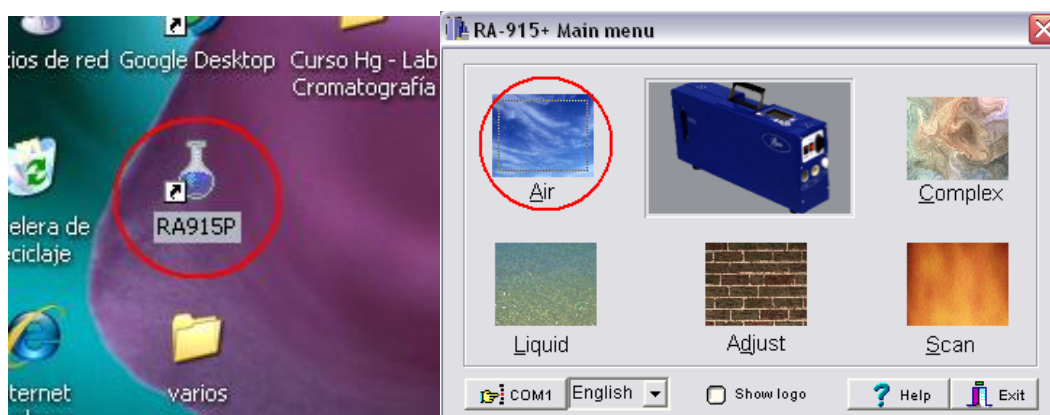 ios de red Google Desktop Curso Hg - Lab
Cromatografía
elera de
eciclaje
RA915P
ternet
varios
RA-915+ Main menu
Air
Complex
Liquid
Adjust
Scan
COM1 English Show logo ? Help Exit